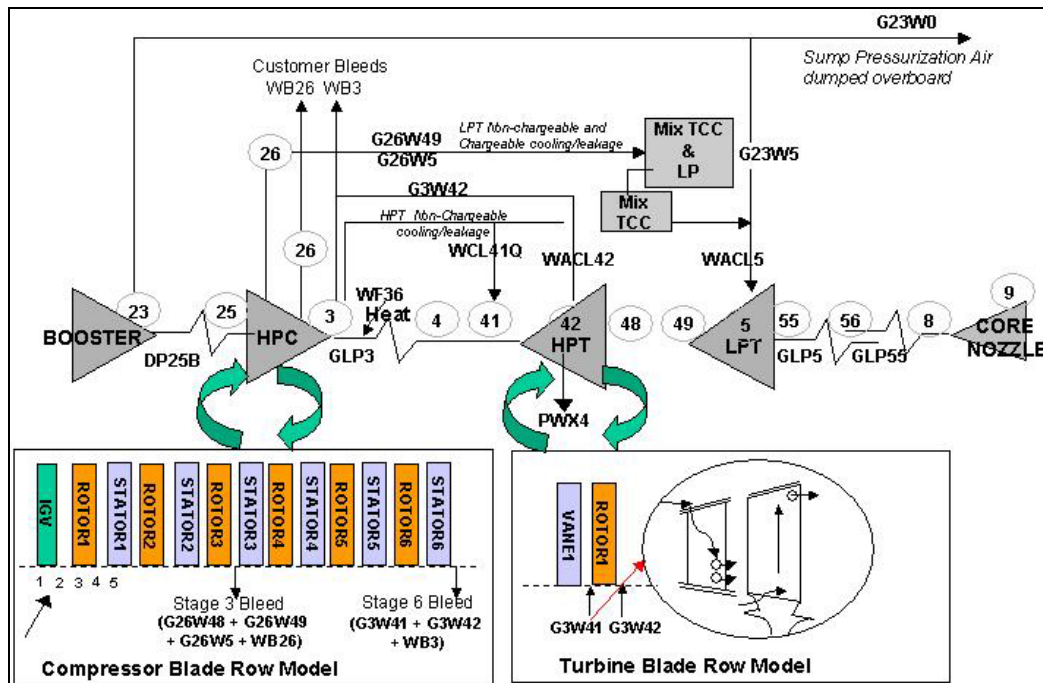 G23W0
Sump Pressurization Air
dumped overboard
Customer Bleeds
WB26 WB3
G26W49
G26W5
LPT Non-chargeable and
Chargeable cooling/leakage
Mix TCC
&
LP
G23W5
26
G3W42
Mix
TCC
HPT Non-Chargeable
cooling/leakage
26
WCL41Q
WACL42
WACL5
23
25
3
WF36
Heat
4
41
42
48
49
5
55
56
8
9
BOOSTER
HPC
HPT
LPT
CORE
NOZZLE
DP25B
GLP3
GLP5
GLP55
PWX4
IGV
ROTOR1
STATOR1
ROTOR2
STATOR2
ROTOR3
STATOR3
ROTOR4
STATOR4
ROTOR5
STATOR5
ROTOR6
STATOR6
1 2 3 4 5
Stage 3 Bleed
(G26W48 + G26W49
+ G26W5 + WB26)
Stage 6 Bleed
(G3W41 + G3W42
+ WB3)
Compressor Blade Row Model
VANE1
ROTOR1
G3W41 G3W42
Turbine Blade Row Model